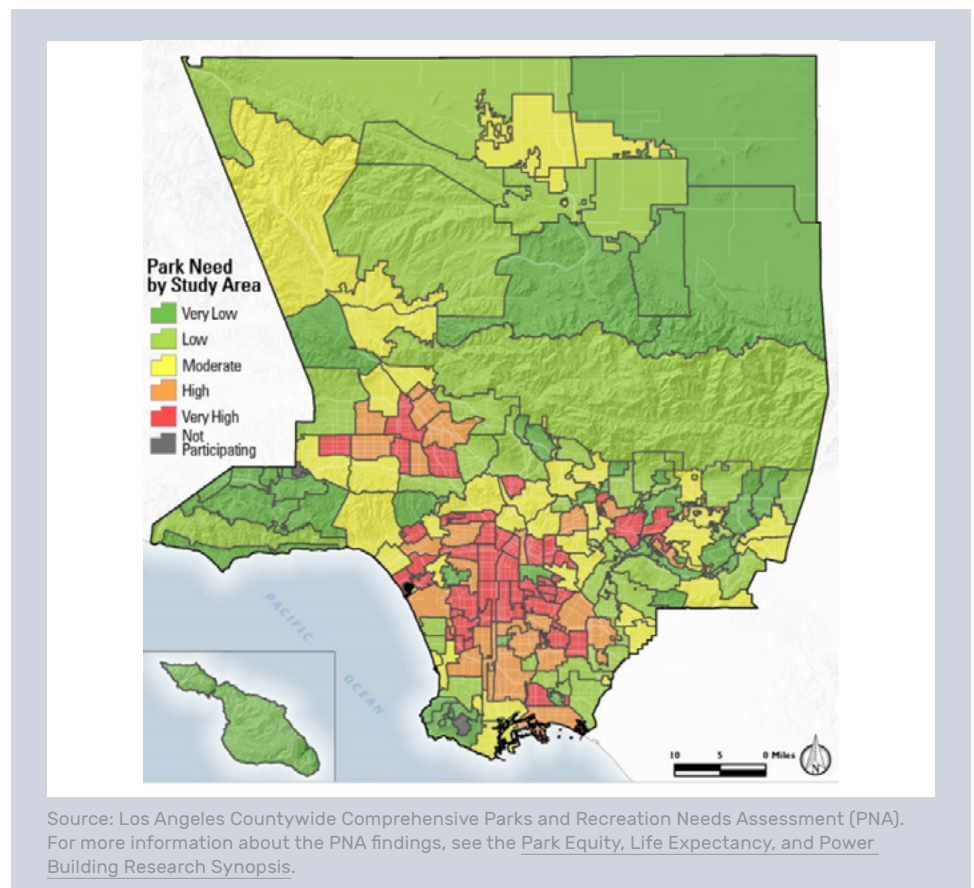 Park Need
by Study Area
Very Low
Low
Moderate
High
Very High
Not
Participating
PACIFIC
OCEAN
10 5 0 Miles
N
Source: Los Angeles Countywide Comprehensive Parks and Recreation Needs Assessment (PNA).
For more information about the PNA findings, see the Park Equity, Life Expectancy, and Power
Building Research Synopsis.